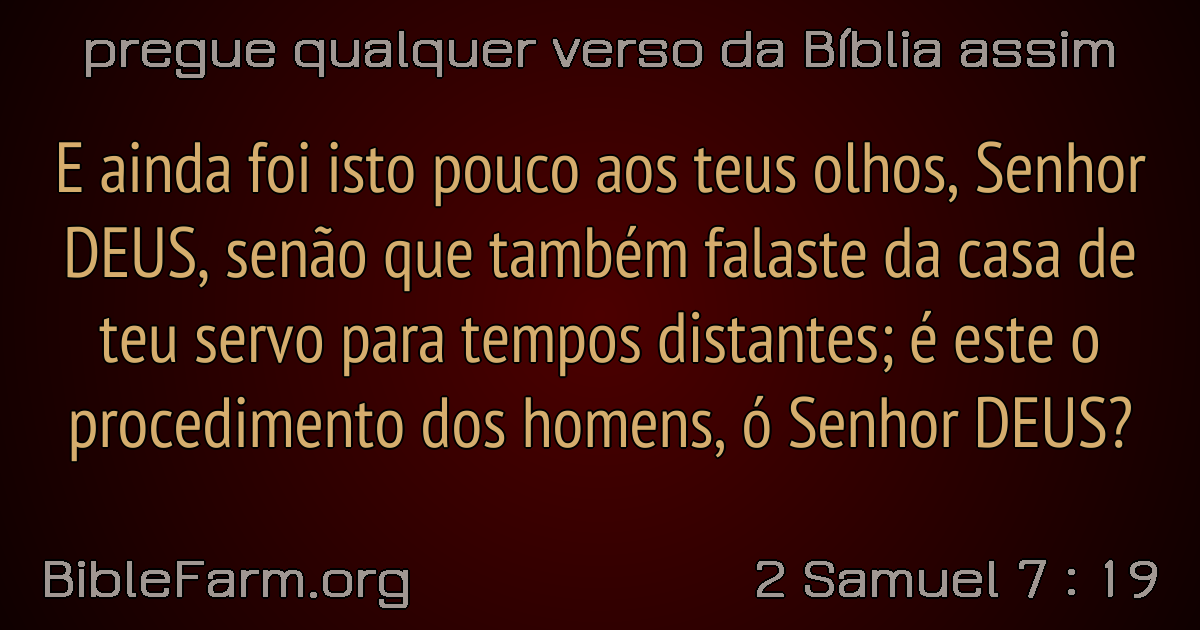 pregue qualquer verso da Bíblia assim
E ainda foi isto pouco aos teus olhos, Senhor
DEUS, senão que também falaste da casa de
teu servo para tempos distantes; é este o
procedimento dos homens, ó Senhor DEUS?
BibleFarm.org
2 Samuel 7 : 19